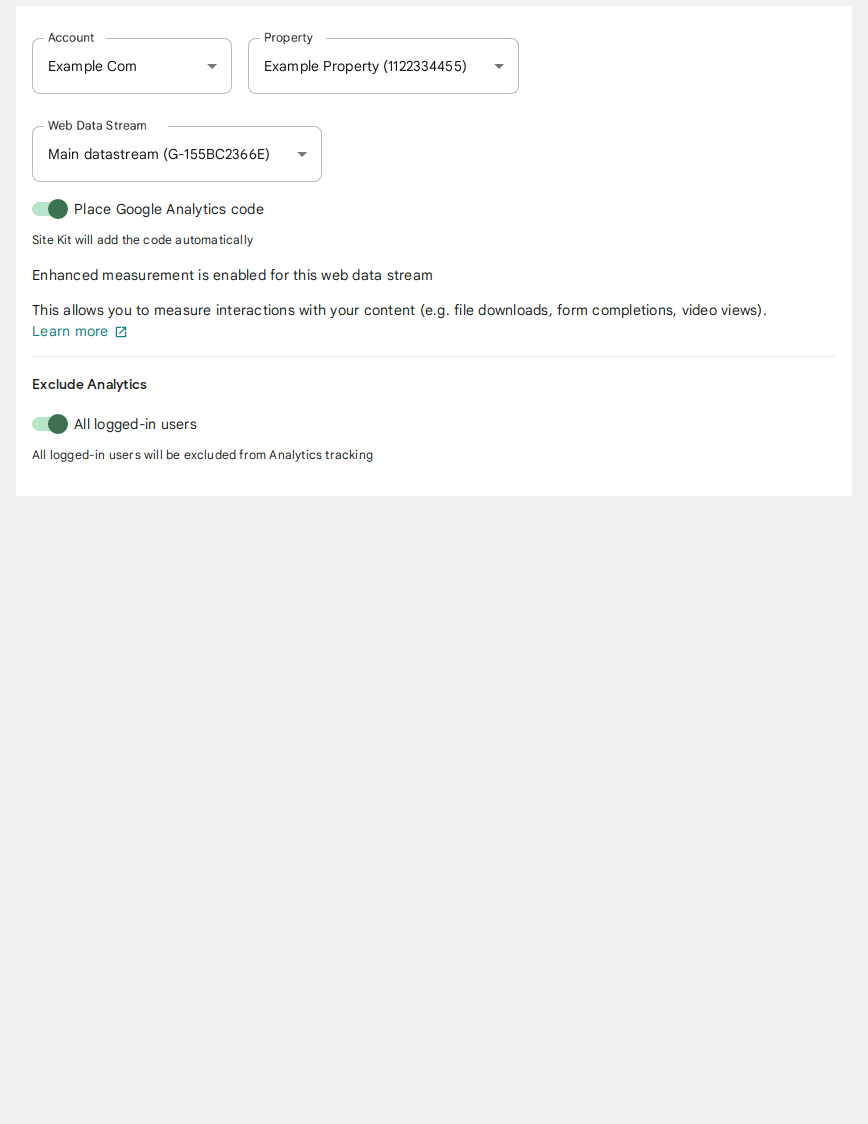 Account
Property
Example Com
Example Property (1122334455)
Web Data Stream
Main datastream (G-155BC2366E)
Place Google Analytics code
Site Kit will add the code automatically
Enhanced measurement is enabled for this web data stream
This allows you to measure interactions with your content (e.g. file downloads, form completions, video views).
Learn more
Exclude Analytics
All logged-in users
All logged-in users will be excluded from Analytics tracking